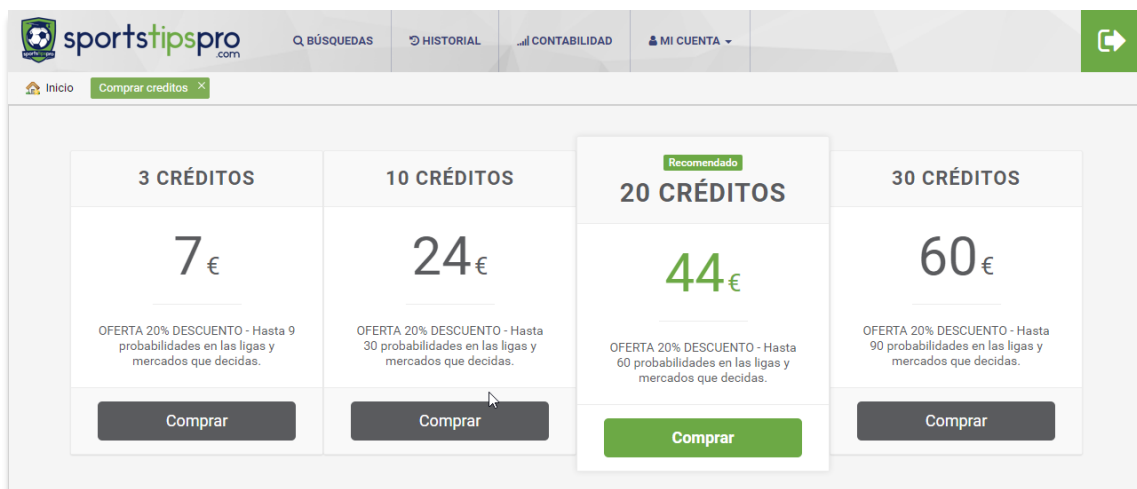 sportstipspro
.com
BÚSQUEDAS
HISTORIAL
CONTABILIDAD
MI CUENTA
Inicio
Comprar creditos
3 CRÉDITOS
7 €
OFERTA 20% DESCUENTO - Hasta 9
probabilidades en las ligas y
mercados que decidas.
Comprar
10 CRÉDITOS
24 €
OFERTA 20% DESCUENTO - Hasta
30 probabilidades en las ligas y
mercados que decidas.
Comprar
Recomendado
20 CRÉDITOS
44 €
OFERTA 20% DESCUENTO - Hasta
60 probabilidades en las ligas y
mercados que decidas.
Comprar
30 CRÉDITOS
60 €
OFERTA 20% DESCUENTO - Hasta
90 probabilidades en las ligas y
mercados que decidas.
Comprar